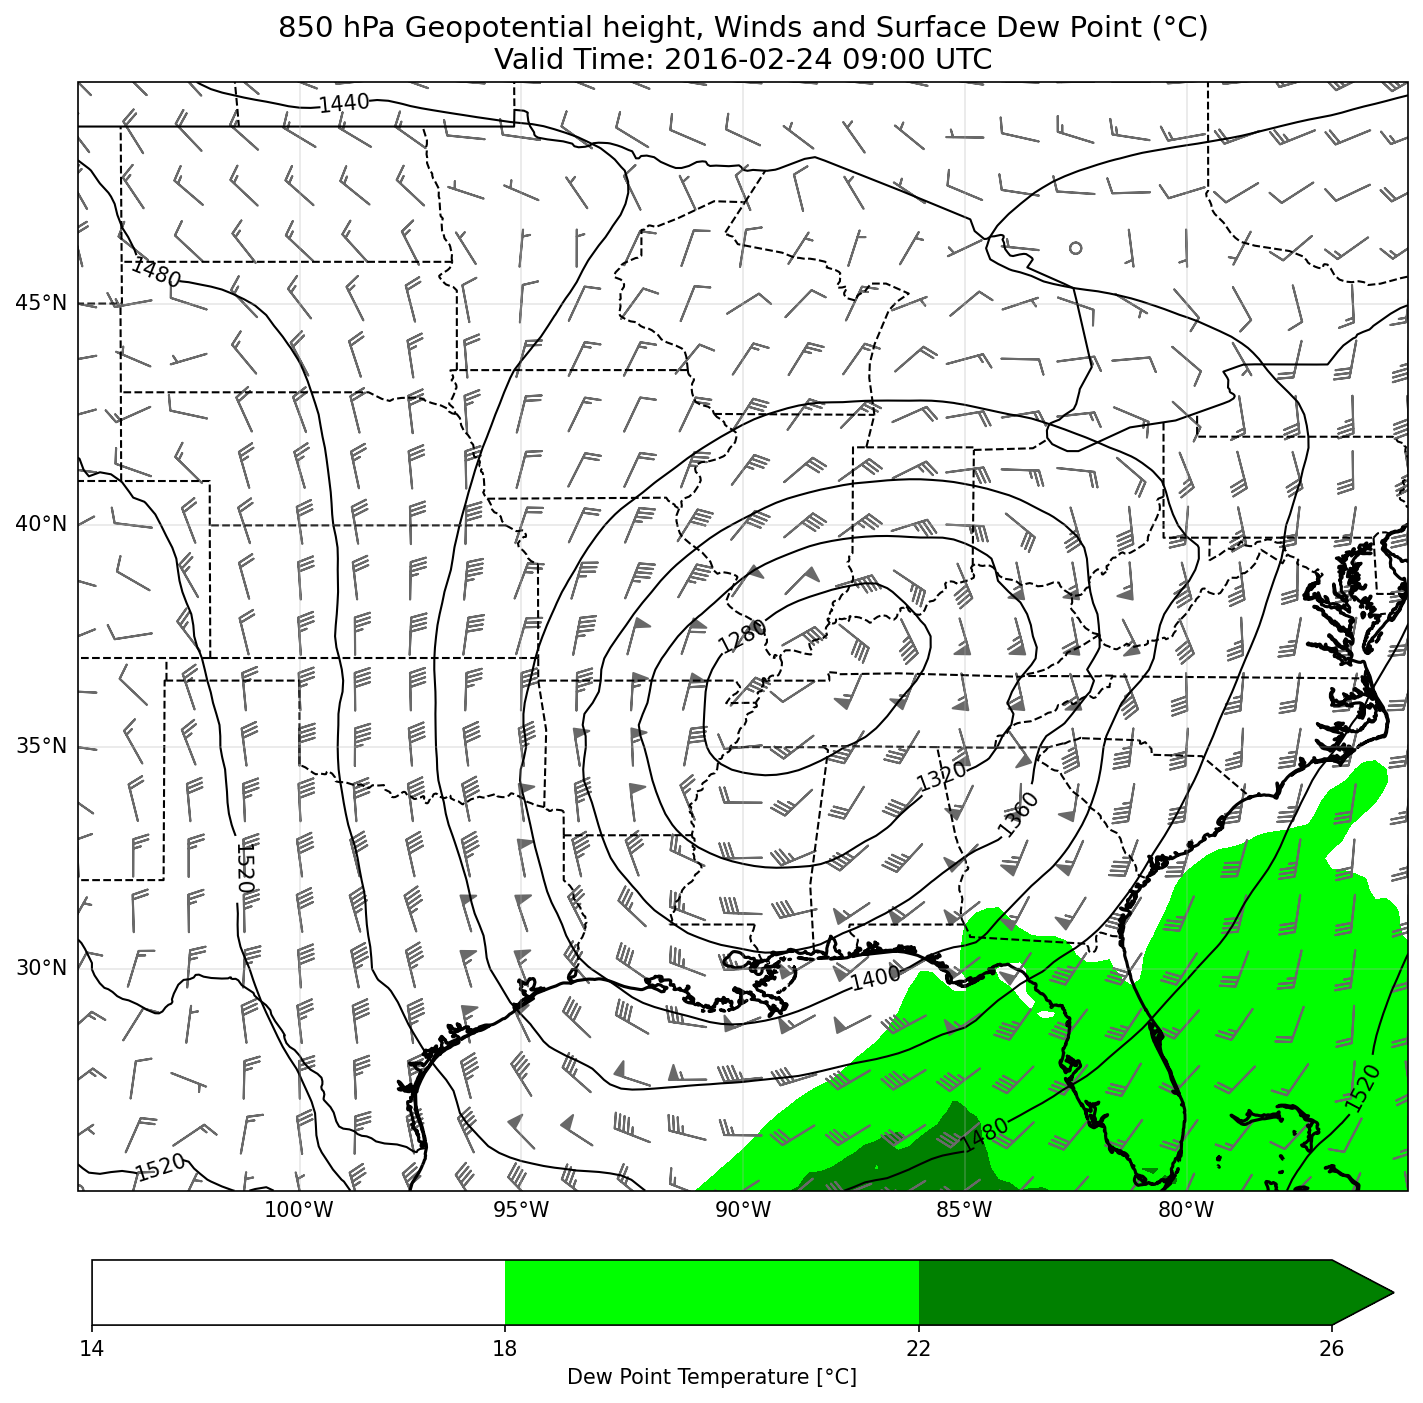 850 hPa Geopotential height, Winds and Surface Dew Point (°C)
Valid Time: 2016-02-24 09:00 UTC
1440
1480
45°N
40°N
1280
35°N
1320
1360
1520
30°N
1400
1520
1480
1520
100°W 95°W 90°W 85°W 80°W
14 18 22 26
Dew Point Temperature [°C]